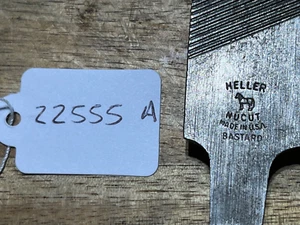 22555 A
HELLER
NUCUT
MADE IN U.S.A.
BASTARD